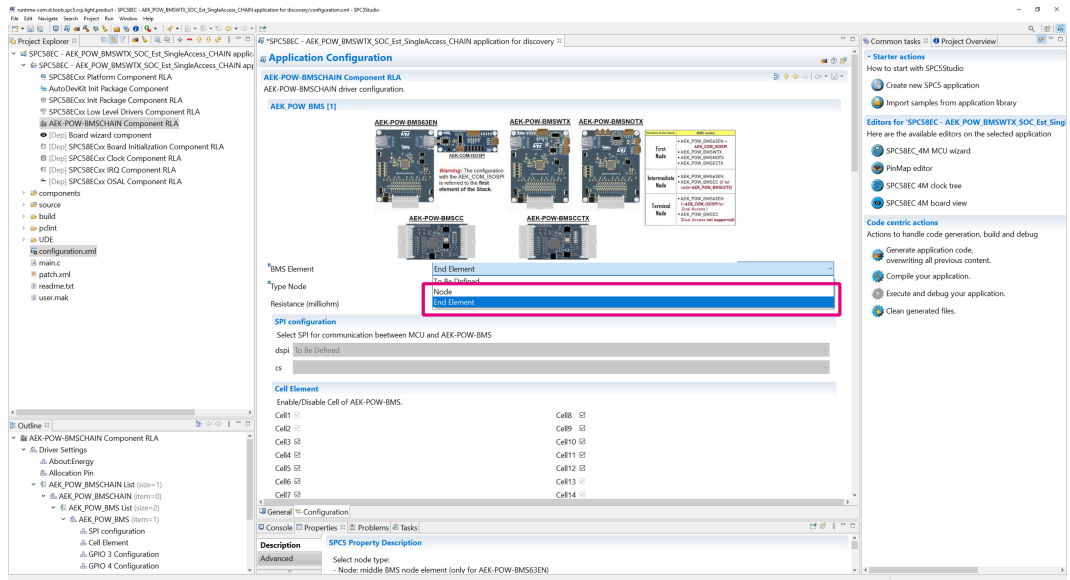 runtime-com.st.tools.spc5.rcp.light.product - SPC58EC - AEK_POW_BMSWTX_SOC_Est_SingleAccess_CHAIN application for discovery/configuration.xml - SPC5Studio
File Edit Navigate Search Project Run Window Help
Project Explorer
SPC58EC - AEK_POW_BMSWTX_SOC_Est_SingleAccess_CHAIN applic
SPC58EC - AEK_POW_BMSWTX_SOC_Est_SingleAccess_CHAIN app
SPC58ECxx Platform Component RLA
AutoDevKit Init Package Component
SPC58ECxx Init Package Component RLA
SPC58ECxx Low Level Drivers Component RLA
AEK-POW-BMSCHAIN Component RLA
[Dep] Board wizard component
[Dep] SPC58ECxx Board Initialization Component RLA
[Dep] SPC58ECxx Clock Component RLA
[Dep] SPC58ECxx IRQ Component RLA
[Dep] SPC58ECxx OSAL Component RLA
components
source
build
pclint
UDE
configuration.xml
main.c
patch.xml
readme.txt
user.mak
Outline
AEK-POW-BMSCHAIN Component RLA
Driver Settings
About:Energy
Allocation Pin
AEK_POW_BMSCHAIN List (size=1)
AEK_POW_BMSCHAIN (item=0)
AEK_POW_BMS List (size=2)
AEK_POW_BMS (item=1)
SPI configuration
Cell Element
GPIO 3 Configuration
GPIO 4 Configuration
*SPC58EC - AEK_POW_BMSWTX_SOC_Est_SingleAccess_CHAIN application for discovery
Application Configuration
AEK-POW-BMSCHAIN Component RLA
AEK-POW-BMSCHAIN driver configuration.
AEK_POW_BMS [1]
AEK-POW-BMS63EN
AEK-POW-BMSWTX
AEK-POW-BMSNOTX
AEK-COM-ISOSPI
Warning: The configuration
with the AEK_COM_ISOSPI
is referred to the first
element of the Stack.
First
Node
Intermediate
Node
Terminal
Node
AEK-POW-BMSCC
AEK-POW-BMSCCTX
BMS Element
End Element
To Be Defined
Type Node
Node
End Element
Resistance (milliohm)
SPI configuration
Select SPI for communication beetween MCU and AEK-POW-BMS
dspi To Be Defined
cs
Cell Element
Enable/Disable Cell of AEK-POW-BMS.
Cell1 Cell8
Cell2 Cell9
Cell3 Cell10
Cell4 Cell11
Cell5 Cell12
Cell6 Cell13
Cell7 Cell14
General Configuration
Console Properties Problems Tasks
Description
Advanced
SPC5 Property Description
Select node type:
- Node: middle BMS node element (only for AEK-POW-BMS63EN)
Common tasks Project Overview
Starter actions
How to start with SPC5Studio
Create new SPC5 application
Import samples from application library
Editors for 'SPC58EC - AEK_POW_BMSWTX_SOC_Est_Singl
Here are the available editors on the selected application
SPC58EC_4M MCU wizard
PinMap editor
SPC58EC 4M clock tree
SPC58EC 4M board view
Code centric actions
Actions to handle code generation, build and debug
Generate application code,
overwriting all previous content.
Compile your application.
Execute and debug your application.
Clean generated files.